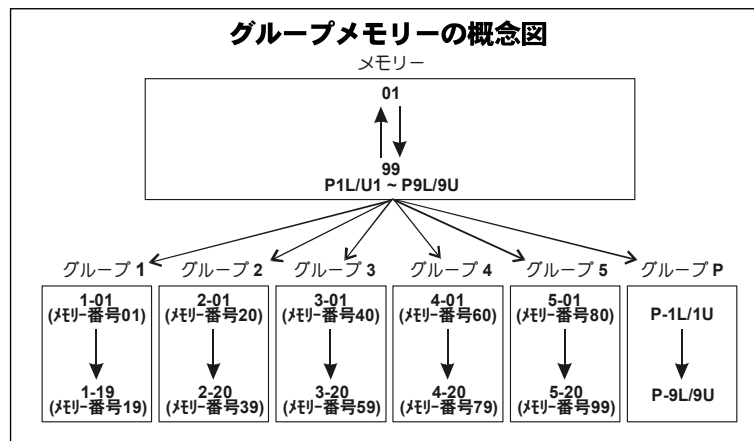 グループメモリーの概念図
メモリー
01
99
P1L/U1 ~ P9L/9U
グループ 1 グループ 2 グループ 3 グループ 4 グループ 5 グループ P
1-01 2-01 3-01 4-01 5-01
(ﾒﾓﾘｰ番号01) (ﾒﾓﾘｰ番号20) (ﾒﾓﾘｰ番号40) (ﾒﾓﾘｰ番号60) (ﾒﾓﾘｰ番号80) P-1L/1U
1-19 2-20 3-20 4-20 5-20 P-9L/9U
(ﾒﾓﾘｰ番号19) (ﾒﾓﾘｰ番号39) (ﾒﾓﾘｰ番号59) (ﾒﾓﾘｰ番号79) (ﾒﾓﾘｰ番号99)